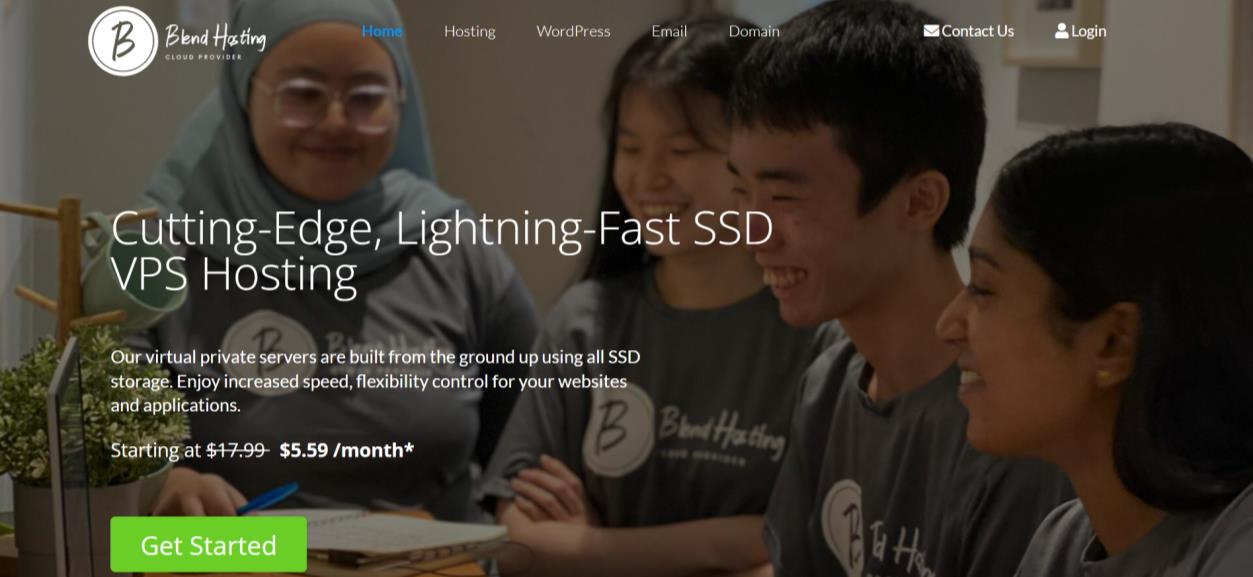 Blend Hosting
CLOUD PROVIDER
Home Hosting WordPress Email Domain Contact Us Login
Cutting-Edge, Lightning-Fast SSD
VPS Hosting
Our virtual private servers are built from the ground up using all SSD
storage. Enjoy increased speed, flexibility control for your websites
and applications.
Starting at $17.99 $5.59 /month*
Get Started
B
B Blend Hosting
CLOUD PROVIDER
B